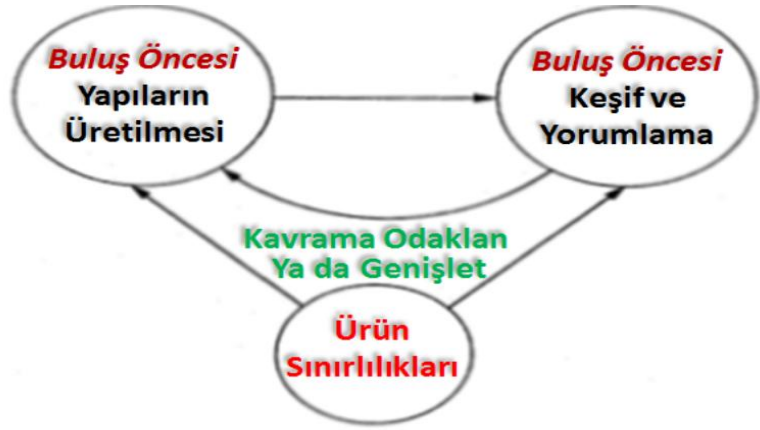 Buluş Öncesi
Yapıların
Üretilmesi
Buluş Öncesi
Keşif ve
Yorumlama
Kavrama Odaklan
Ya da Genişlet
Ürün
Sınırlılıkları